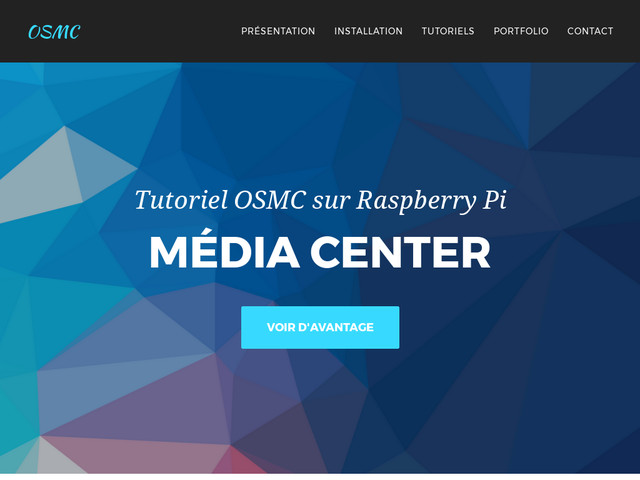 OSMC
PRÉSENTATION INSTALLATION TUTORIELS PORTFOLIO CONTACT
Tutoriel OSMC sur Raspberry Pi
MÉDIA CENTER
VOIR D'AVANTAGE